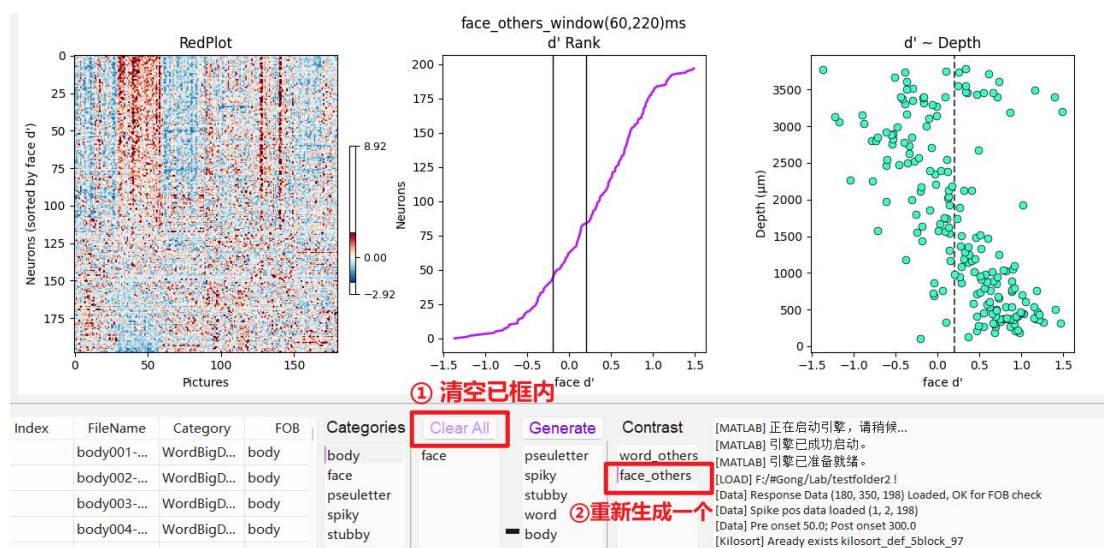 face_others_window(60,220)ms
RedPlot
d' Rank
d' ~ Depth
Neurons (sorted by face d')
0
25
50
75
100
125
150
175
0
50
100
150
Pictures
8.92
0.00
−2.92
Neurons
200
175
150
125
100
75
50
25
0
−1.5
−1.0
−0.5
0.0
0.5
1.0
1.5
face d'
Depth (μm)
3500
3000
2500
2000
1500
1000
500
0
−1.5
−1.0
−0.5
0.0
0.5
1.0
1.5
face d'
① 清空已框内
Index FileName Category FOB
body001-... WordBigD... body
body002-... WordBigD... body
body003-... WordBigD... body
body004-... WordBigD... body
Categories
body
face
pseuletter
spiky
stubby
Clear All
face
Generate
pseuletter
spiky
stubby
word
body
Contrast
word_others
face_others
②重新生成一个
[MATLAB] 正在启动引擎，请稍候...
[MATLAB] 引擎已成功启动。
[MATLAB] 引擎已准备就绪。
[LOAD] F:/#Gong/Lab/testfolder2 !
[Data] Response Data (180, 350, 198) Loaded, OK for FOB check
[Data] Spike pos data loaded (1, 2, 198)
[Data] Pre onset 50.0; Post onset 300.0
[Kilosort] Aready exists kilosort_def_5block_97